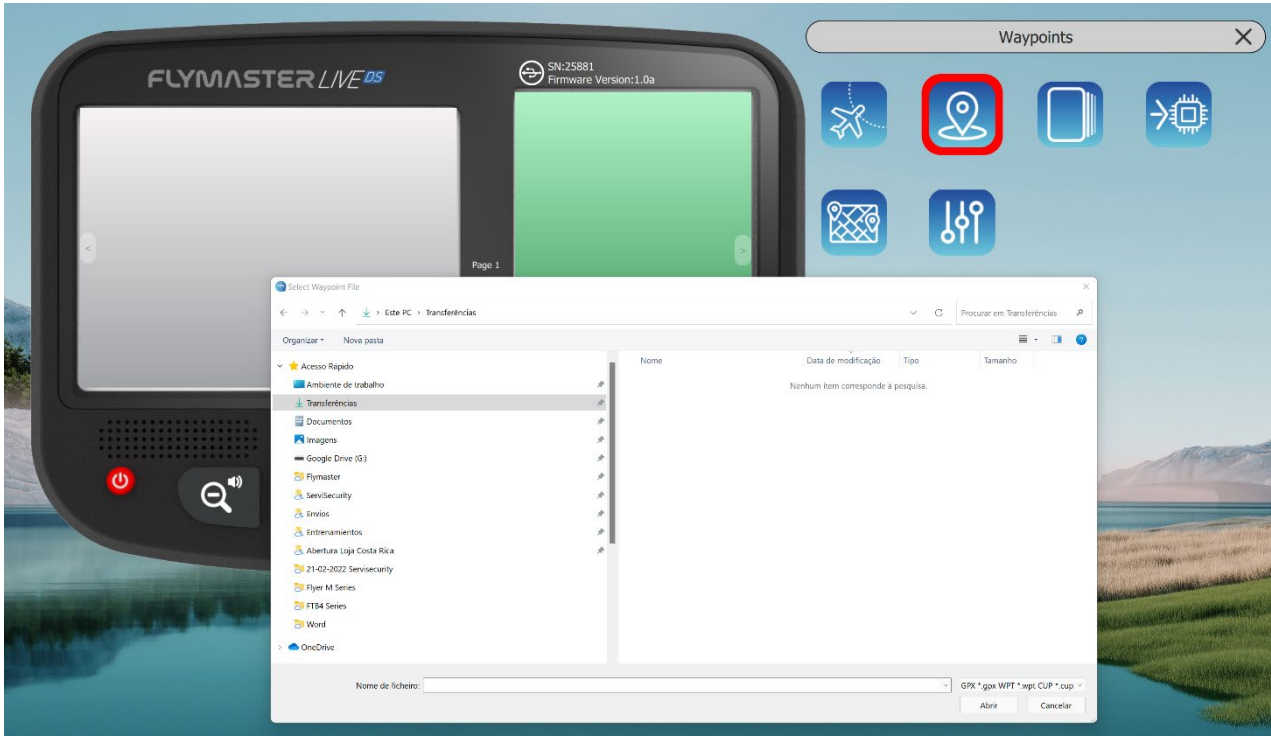 Waypoints
FLYMASTER LIVE DS
SN:25881
Firmware Version:1.0a
Page 1
Select Waypoint File
Este PC › Transferências
Procurar em Transferências
Organizar
Nova pasta
Nome
Data de modificação
Tipo
Tamanho
Nenhum item corresponde à pesquisa.
Acesso Rápido
Ambiente de trabalho
Transferências
Documentos
Imagens
Google Drive (G:)
Flymaster
ServiSecurity
Envios
Entrenamientos
Abertura Loja Costa Rica
21-02-2022 Servisecurity
Flyer M Series
FTB4 Series
Word
OneDrive
Nome de ficheiro:
GPX *.gpx WPT *.wpt CUP *.cup
Abrir
Cancelar